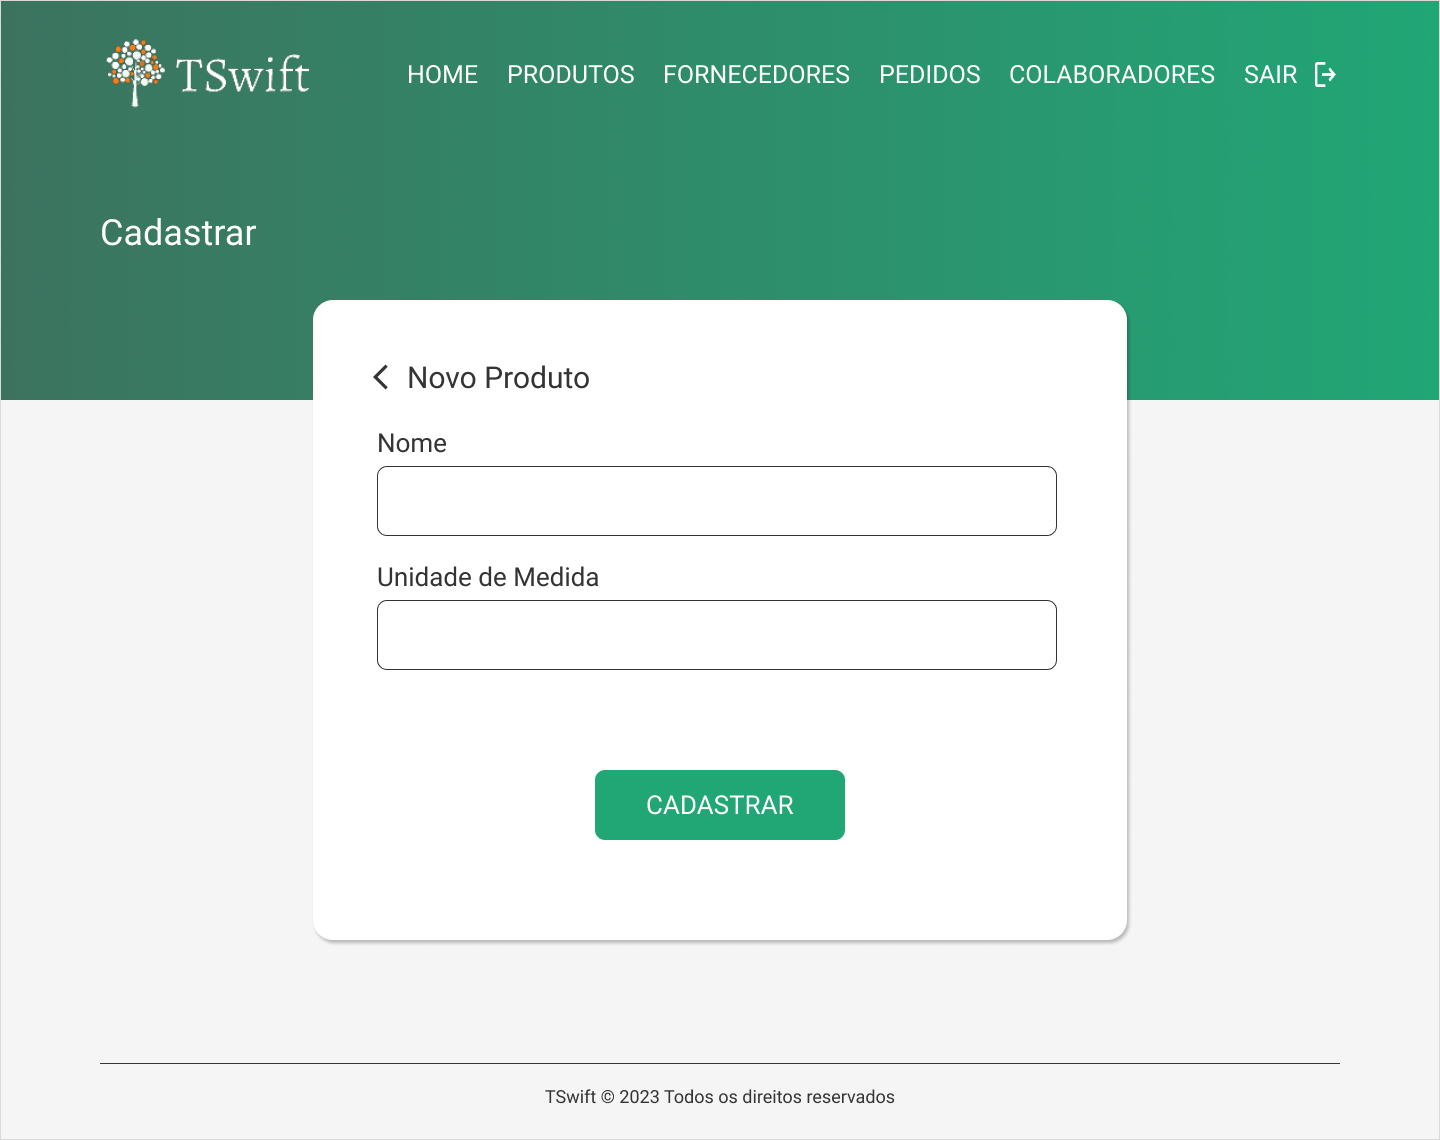 TSwift HOME PRODUTOS FORNECEDORES PEDIDOS COLABORADORES SAIR
Cadastrar
Novo Produto
Nome
Unidade de Medida
CADASTRAR
TSwift © 2023 Todos os direitos reservados